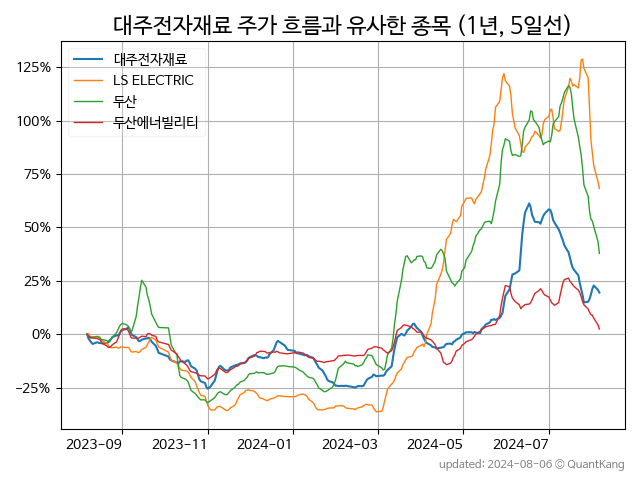 대주전자재료 주가 흐름과 유사한 종목 (1년, 5일선)
대주전자재료
LS ELECTRIC
두산
두산에너빌리티
125%
100%
75%
50%
25%
0%
−25%
2023-09 2023-11 2024-01 2024-03 2024-05 2024-07
updated: 2024-08-06 © QuantKang